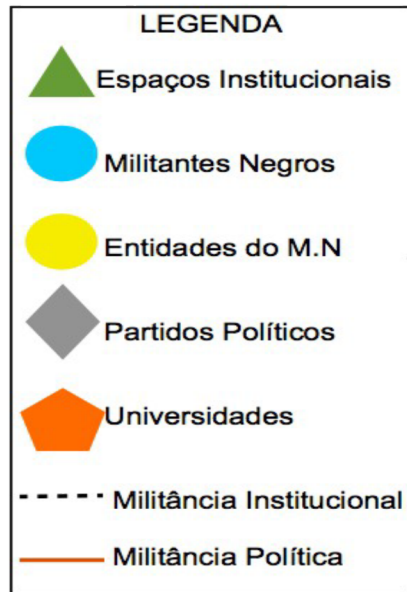 LEGENDA
Espaços Institucionais
Militantes Negros
Entidades do M.N
Partidos Políticos
Universidades
Militância Institucional
Militância Política